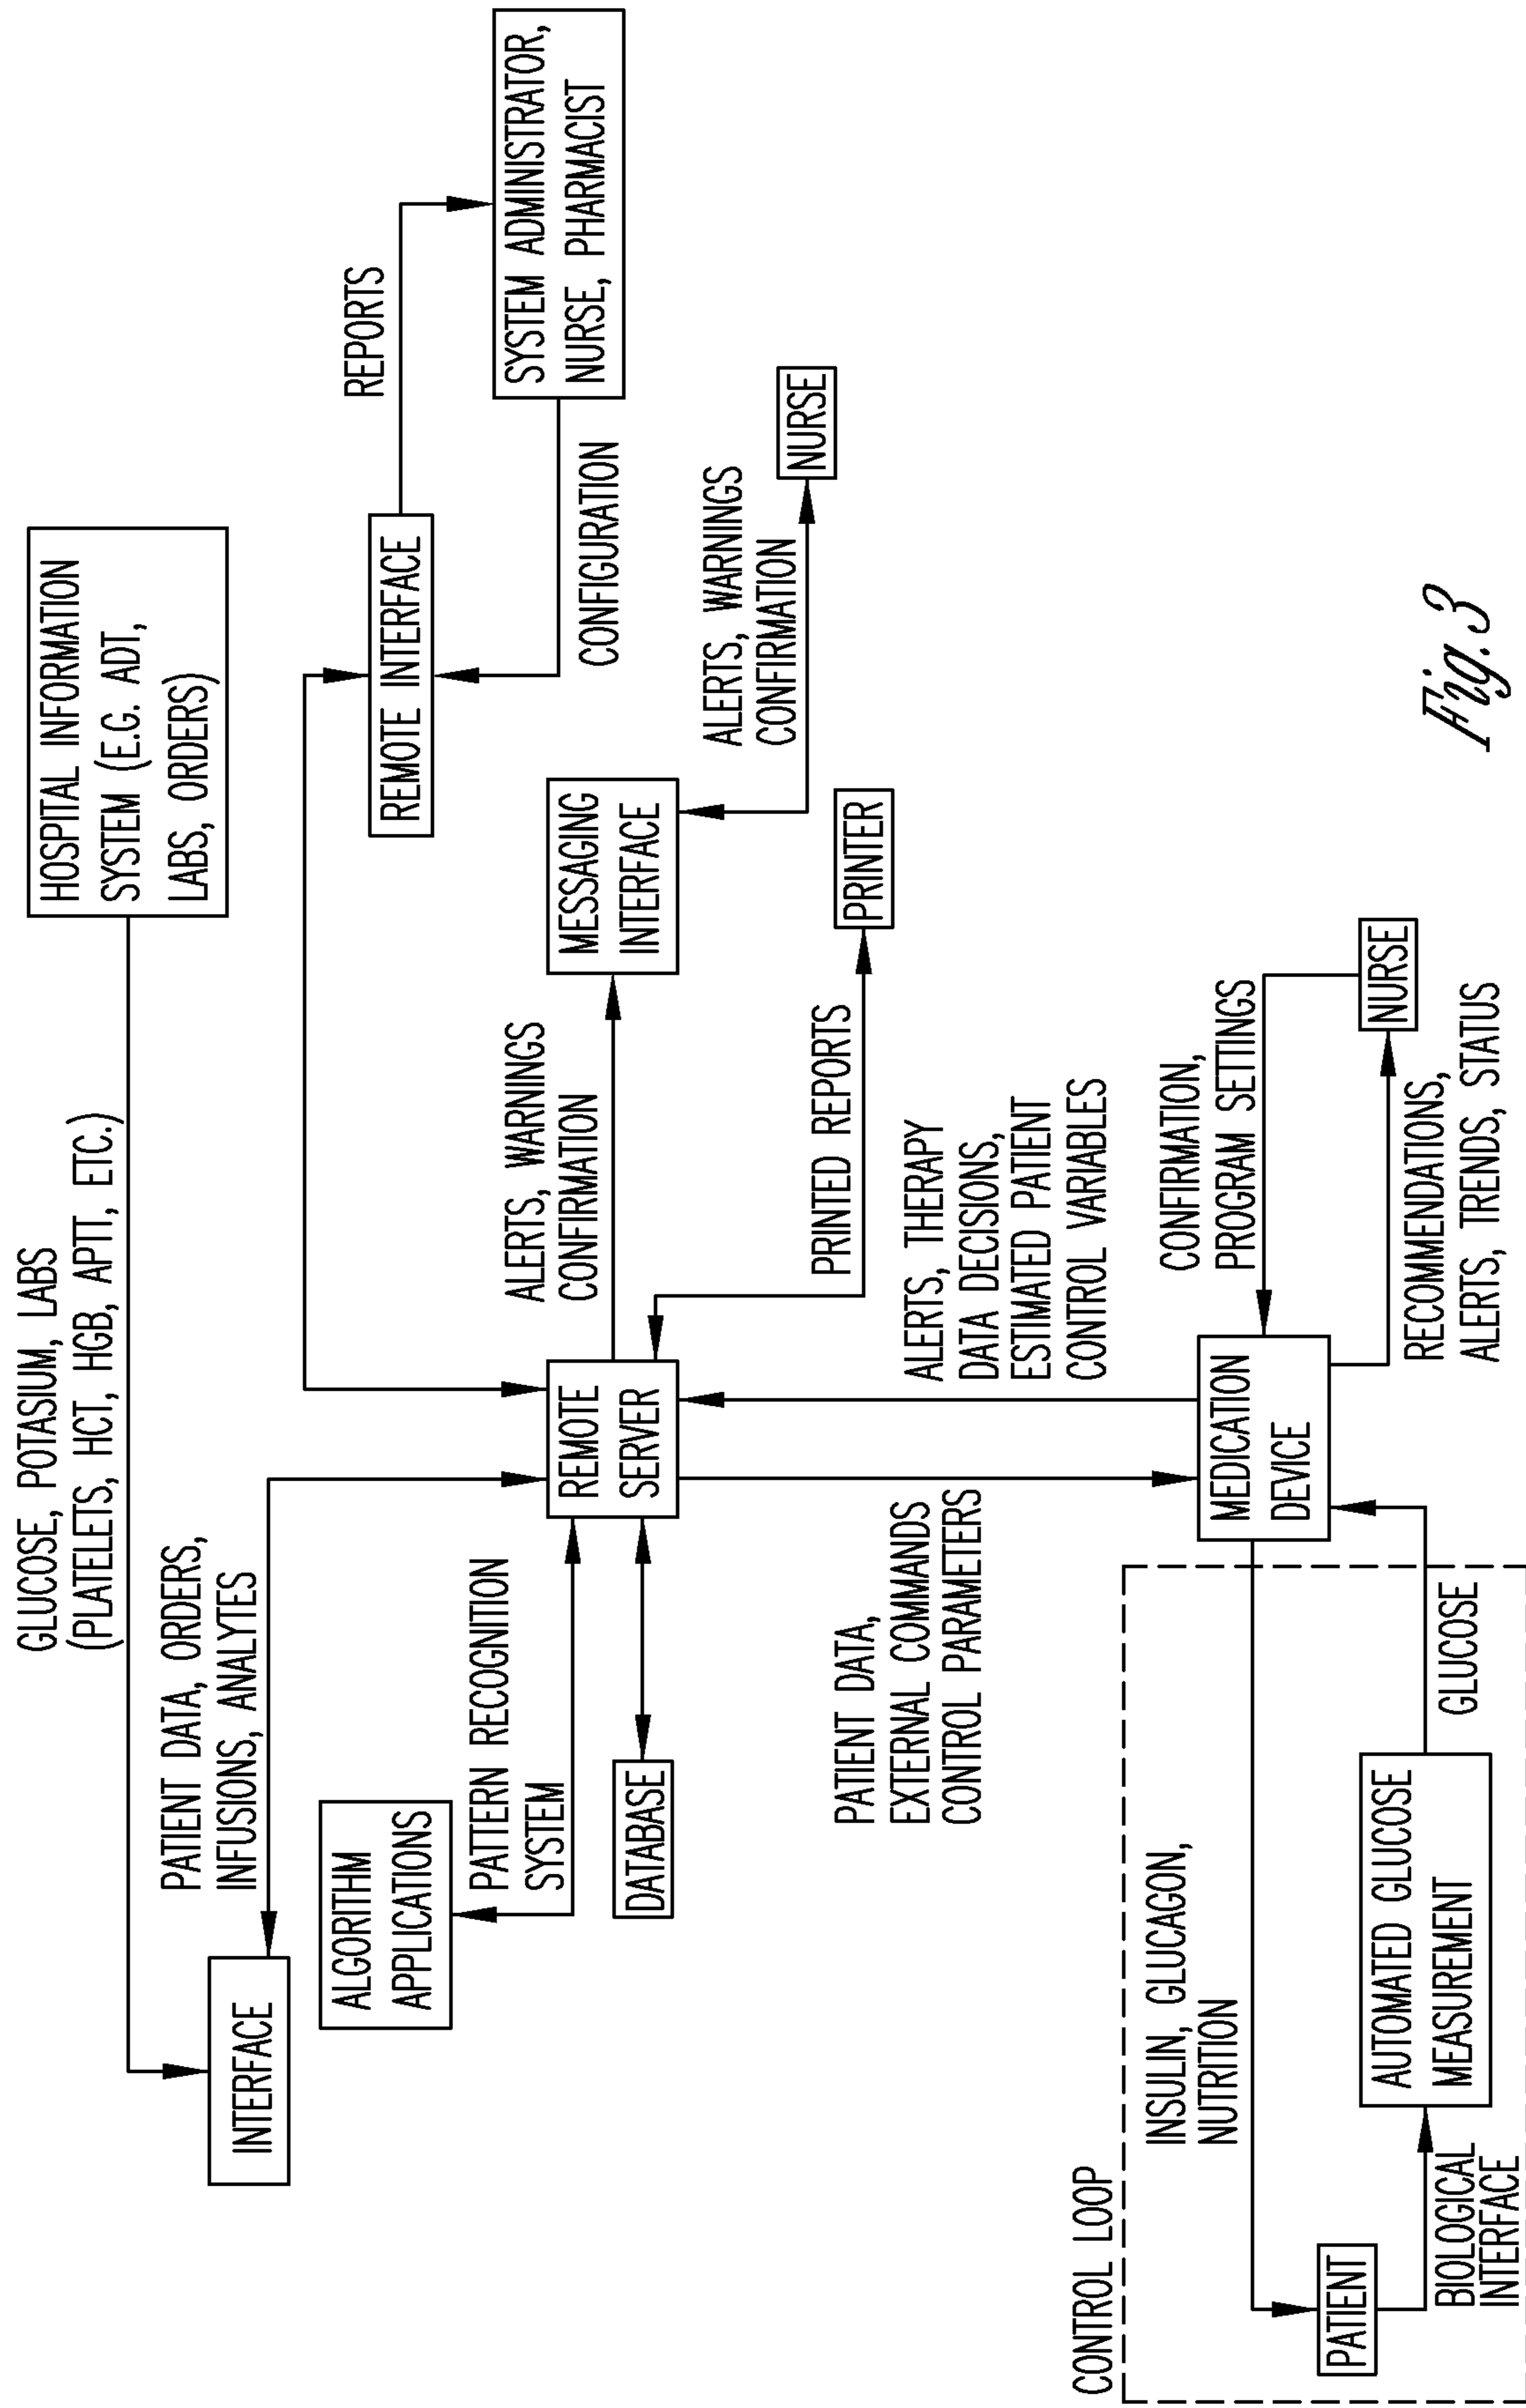 HOSPITAL INFORMATION
SYSTEM (E.G. ADT,
LABS, ORDERS)
GLUCOSE, POTASIUM, LABS
(PLATELETS, HCT, HGB, APTT, ETC.)
INTERFACE
PATIENT DATA, ORDERS,
INFUSIONS, ANALYTES
ALGORITHM
APPLICATIONS
PATTERN RECOGNITION
SYSTEM
DATABASE
REMOTE
SERVER
REMOTE INTERFACE
REPORTS
SYSTEM ADMINISTRATOR,
NURSE, PHARMACIST
CONFIGURATION
ALERTS, WARNINGS
CONFIRMATION
MESSAGING
INTERFACE
ALERTS, WARNINGS
CONFIRMATION
NURSE
PRINTED REPORTS
PRINTER
PATIENT DATA,
EXTERNAL COMMANDS
CONTROL PARAMETERS
ALERTS, THERAPY
DATA DECISIONS,
ESTIMATED PATIENT
CONTROL VARIABLES
CONTROL LOOP
INSULIN, GLUCAGON,
NUTRITION
PATIENT
BIOLOGICAL
INTERFACE
AUTOMATED GLUCOSE
MEASUREMENT
GLUCOSE
MEDICATION
DEVICE
CONFIRMATION,
PROGRAM SETTINGS
NURSE
RECOMMENDATIONS,
ALERTS, TRENDS, STATUS
Fig.3